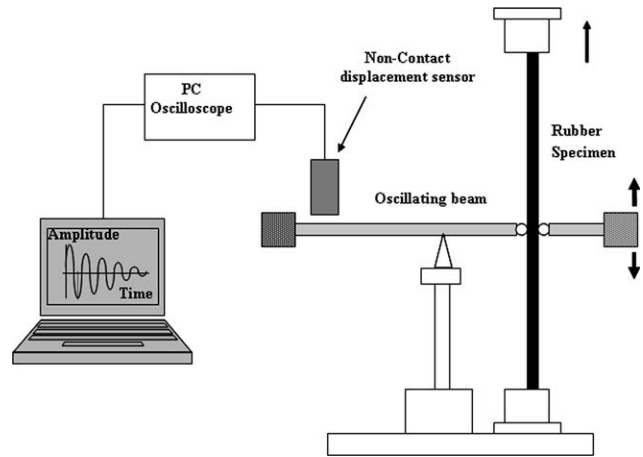 Non-Contact
displacement sensor
PC
Oscilloscope
Rubber
Specimen
Oscillating beam
Amplitude
Time